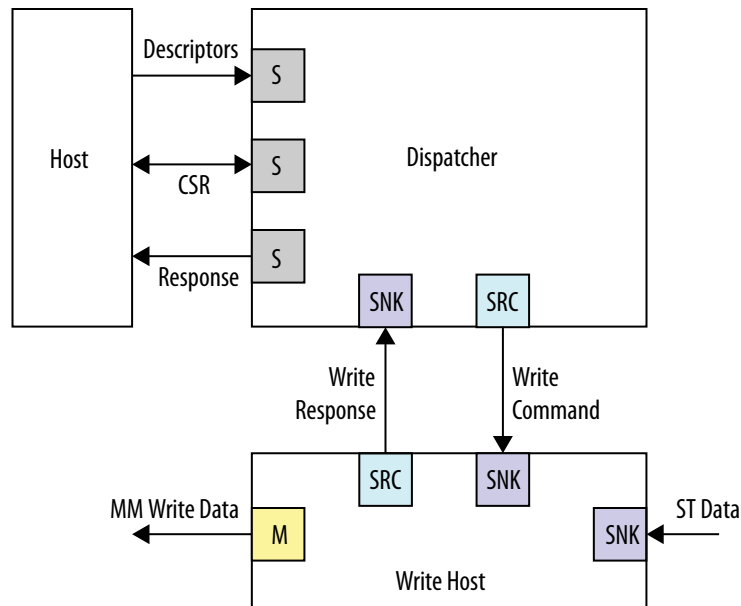 Descriptors
S
Host
S
Dispatcher
CSR
S
Response
SNK
SRC
Write
Response
Write
Command
SRC
SNK
MM Write Data
M
SNK
ST Data
Write Host